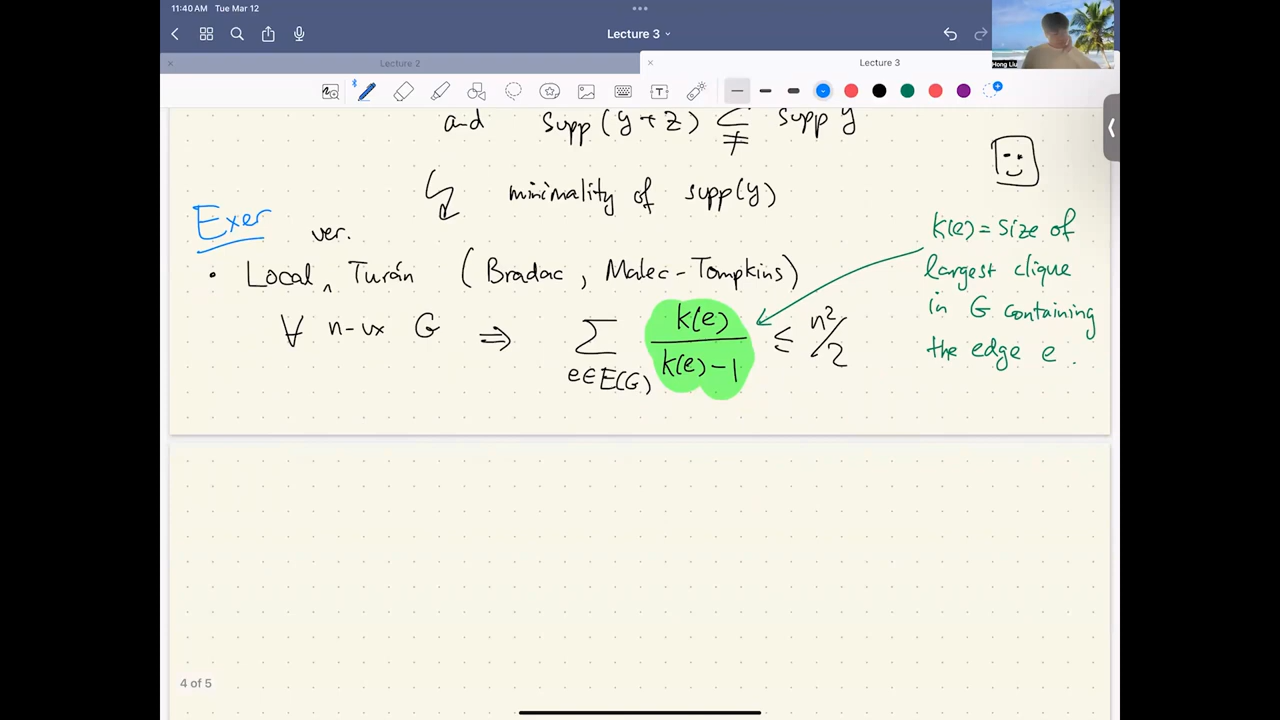 11:40 AM Tue Mar 12
Lecture 3
Hong Liu
Lecture 2
Lecture 3
and supp (y + z) ⊊ supp y
minimality of supp(y)
Exer
ver.
• Local ‸ Turán (Bradac, Malec-Tompkins)
∀ n-vx G ⇒ ∑ e∈E(G) k(e) / k(e)-1 ≤ n²/2
k(e) = size of
largest clique
in G containing
the edge e.
4 of 5